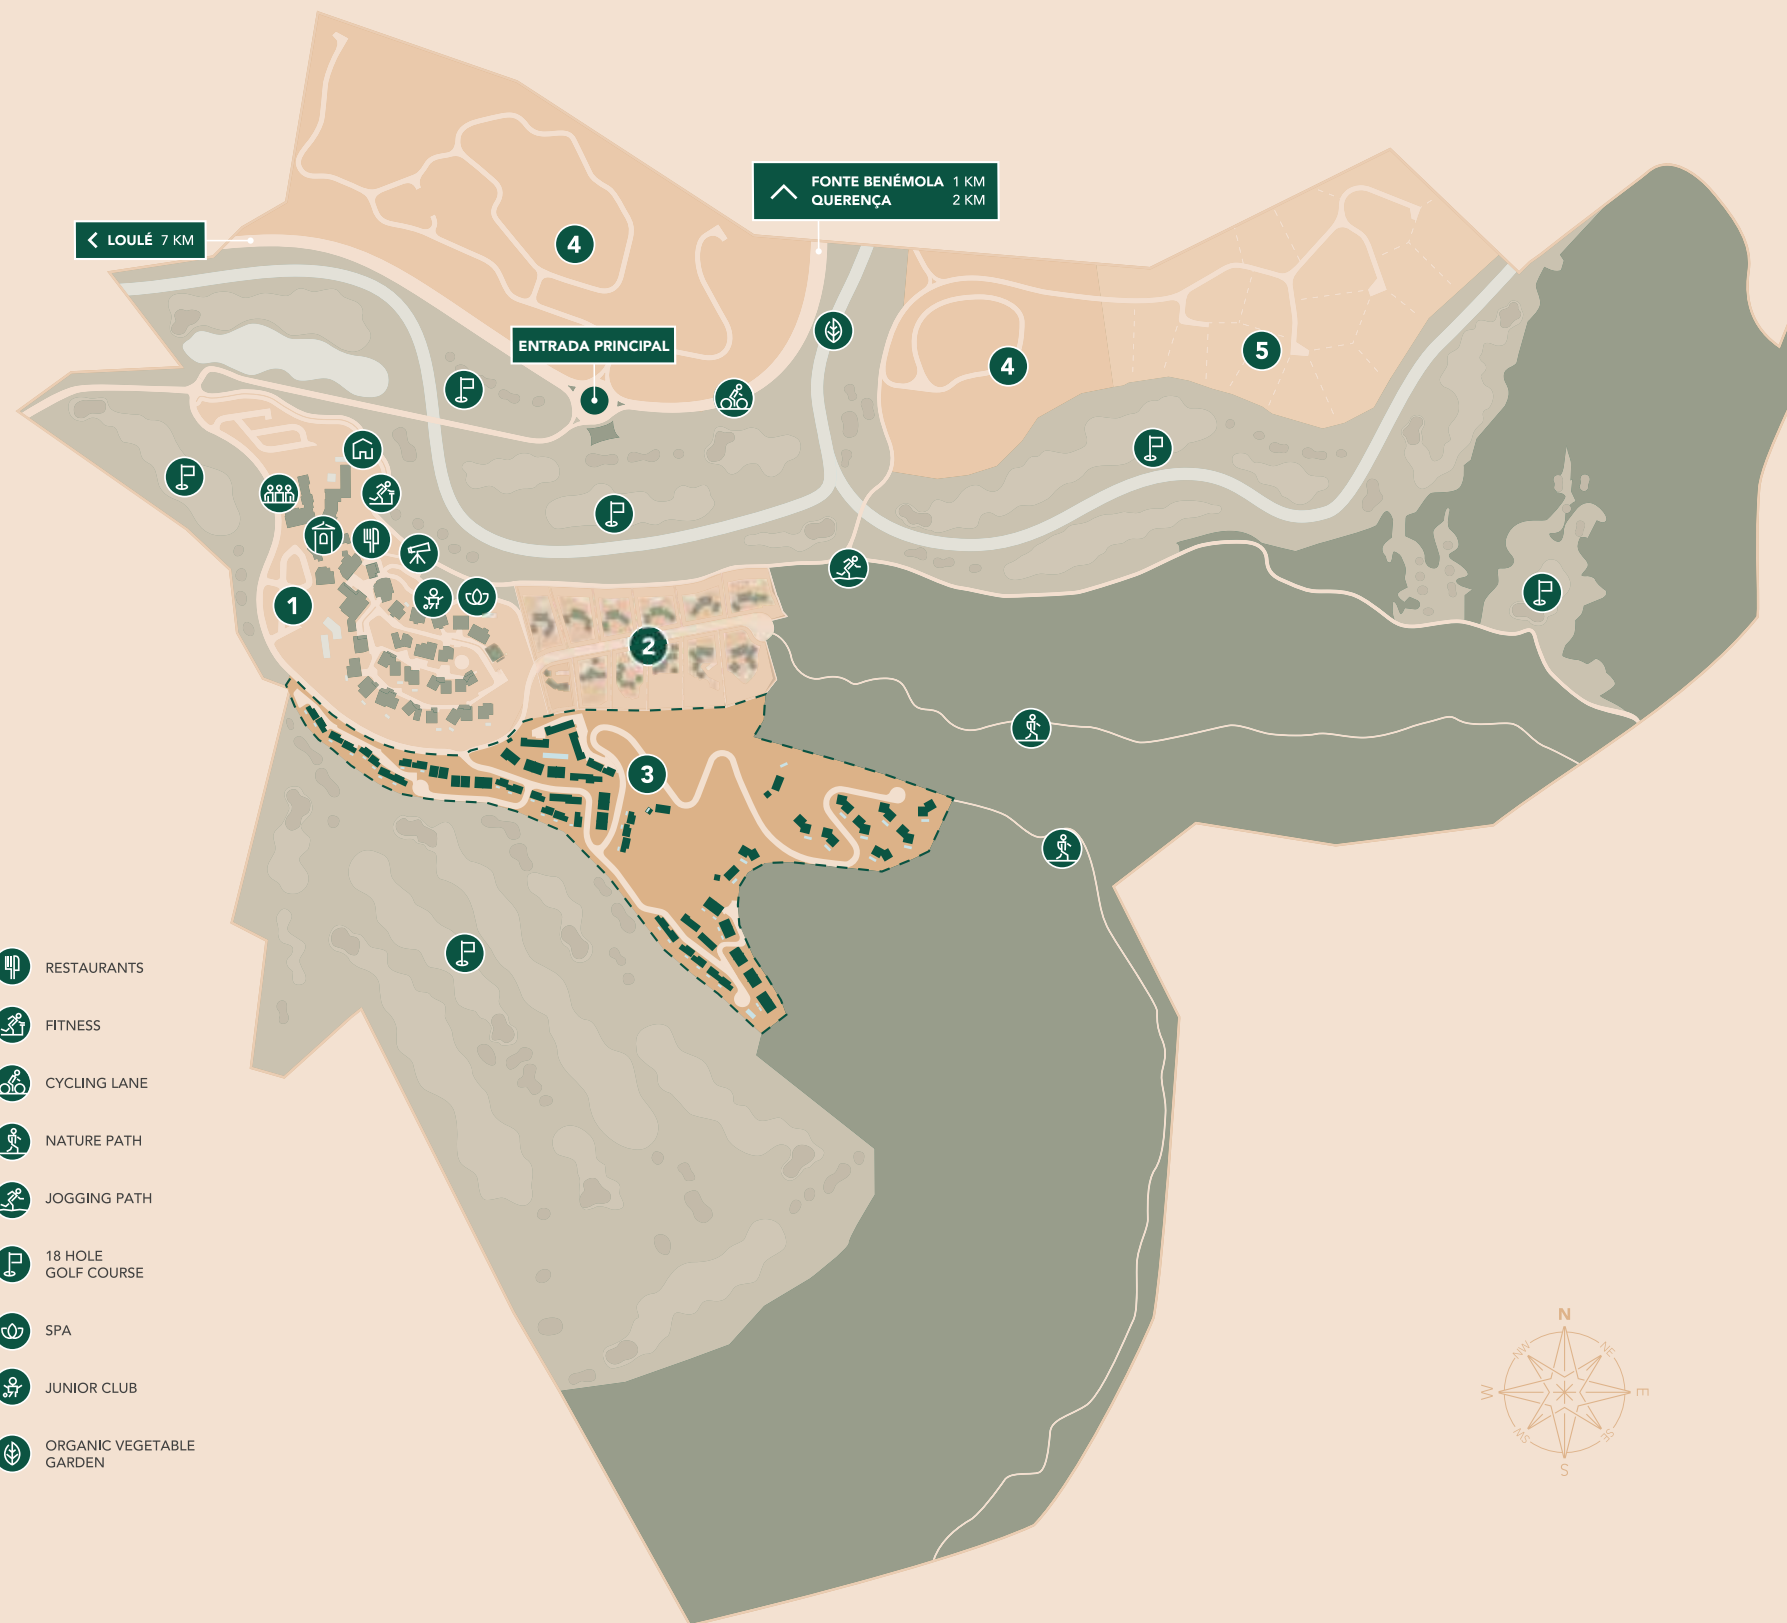 FONTE BENÉMOLA 1 KM
QUERENÇA 2 KM
LOULÉ 7 KM
4
ENTRADA PRINCIPAL
4
5
1
2
3
RESTAURANTS
FITNESS
CYCLING LANE
NATURE PATH
JOGGING PATH
18 HOLE
GOLF COURSE
SPA
JUNIOR CLUB
ORGANIC VEGETABLE
GARDEN
N
NW
NE
W
E
SW
SE
S